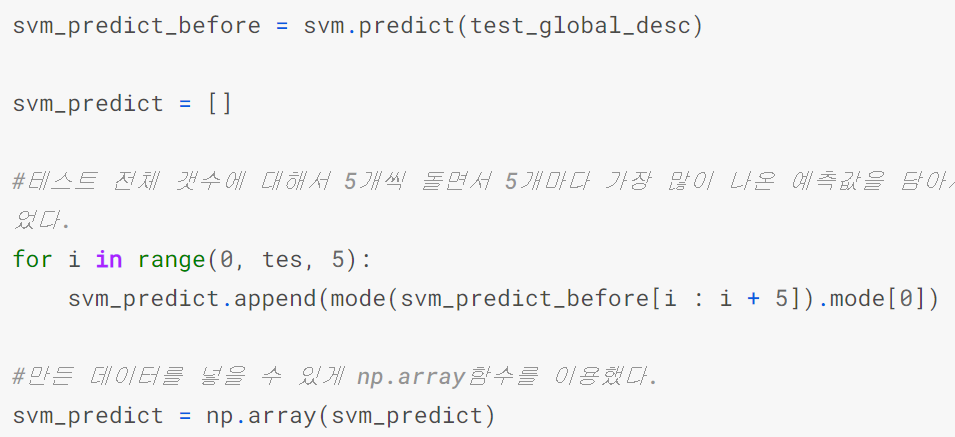 svm_predict_before = svm.predict(test_global_desc)
svm_predict = []
#테스트 전체 갯수에 대해서 5개씩 돌면서 5개마다 가장 많이 나온 예측값을
었다.
for i in range(0, tes, 5):
    svm_predict.append(mode(svm_predict_before[i : i + 5]).mode[0])
#만든 데이터를 넣을 수 있게 np.array함수를 이용했다.
svm_predict = np.array(svm_predict)